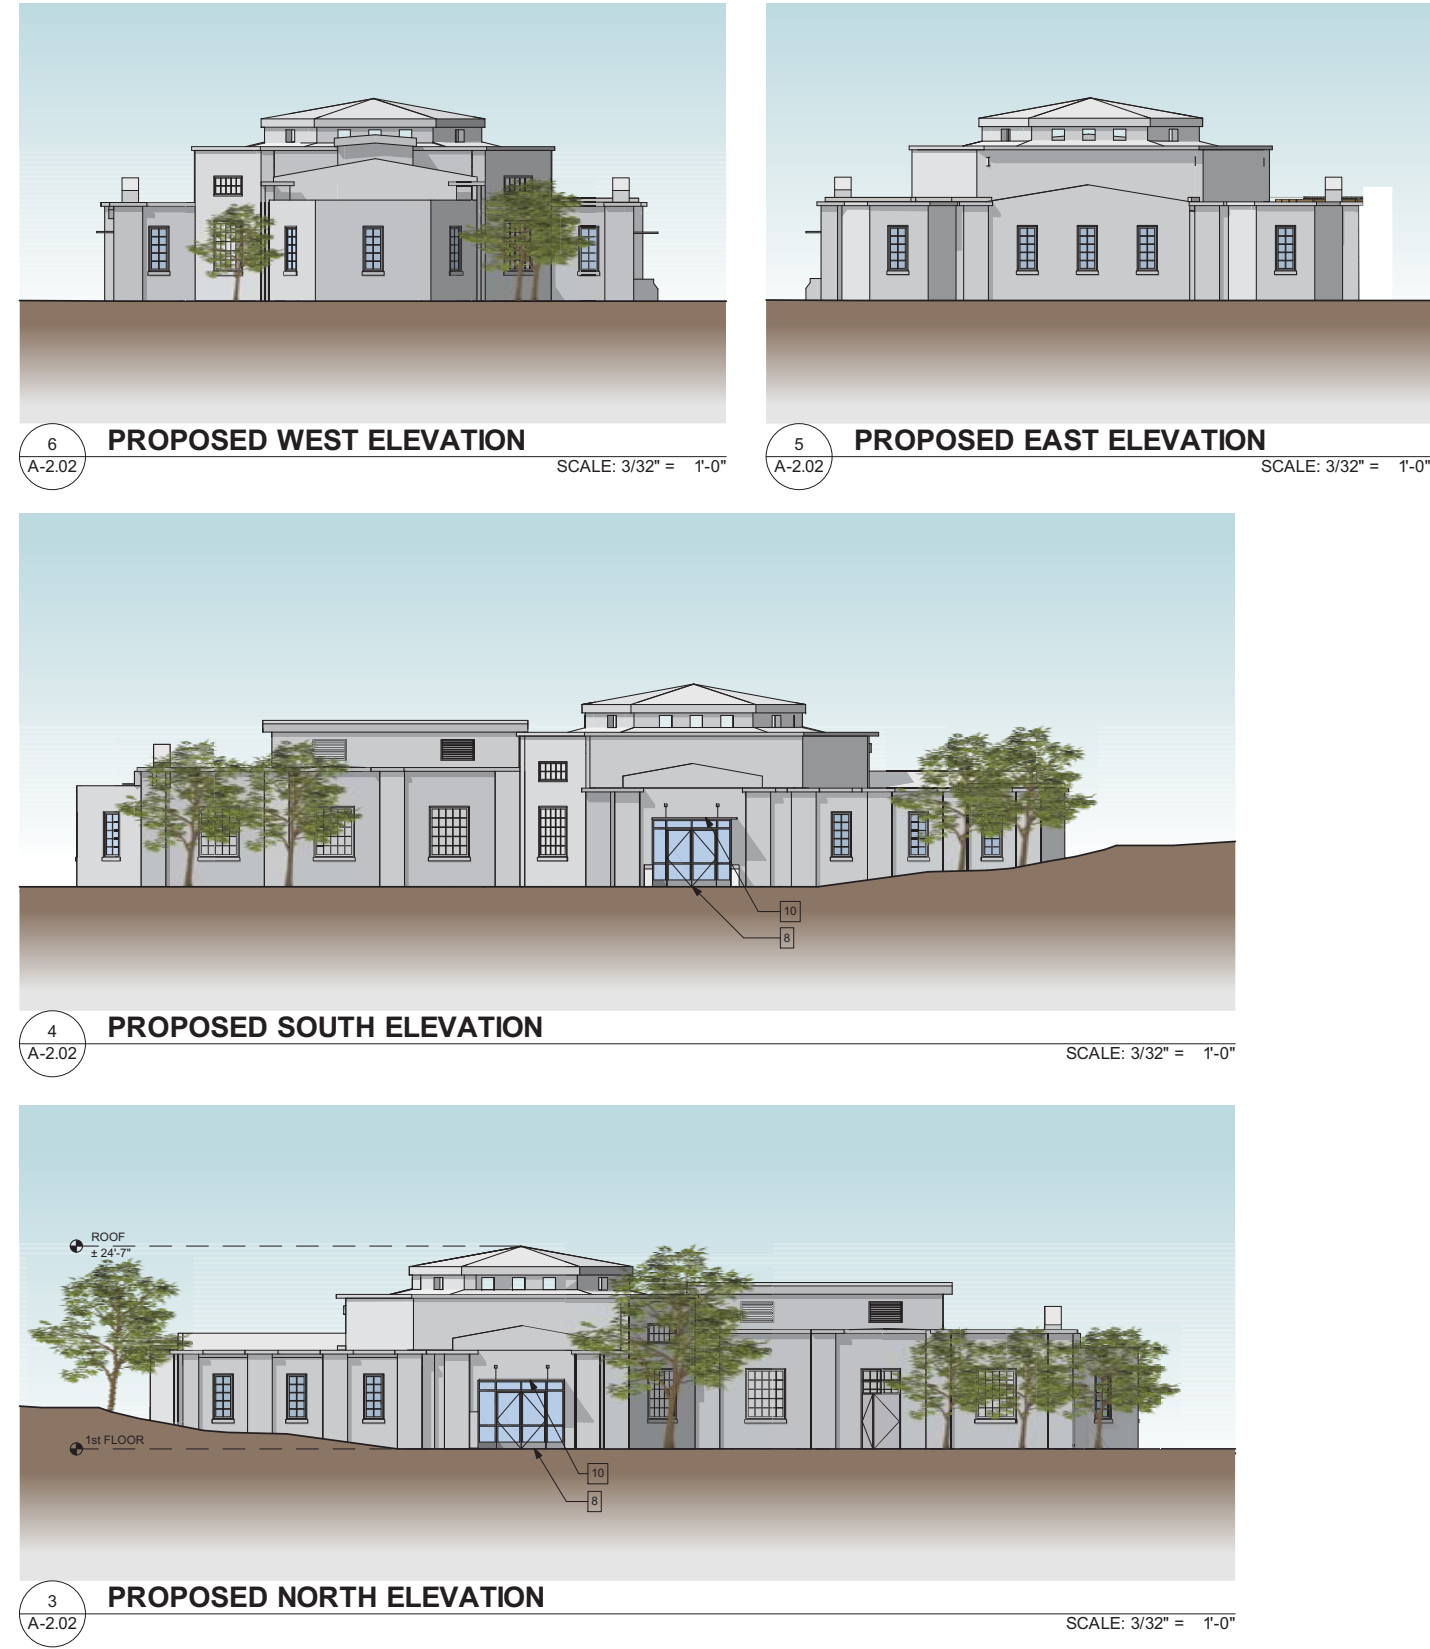 6
A-2.02
PROPOSED WEST ELEVATION
SCALE: 3/32" = 1'-0"
5
A-2.02
PROPOSED EAST ELEVATION
SCALE: 3/32" = 1'-0"
10
8
4
A-2.02
PROPOSED SOUTH ELEVATION
SCALE: 3/32" = 1'-0"
ROOF
± 24'-7"
1st FLOOR
10
8
3
A-2.02
PROPOSED NORTH ELEVATION
SCALE: 3/32" = 1'-0"